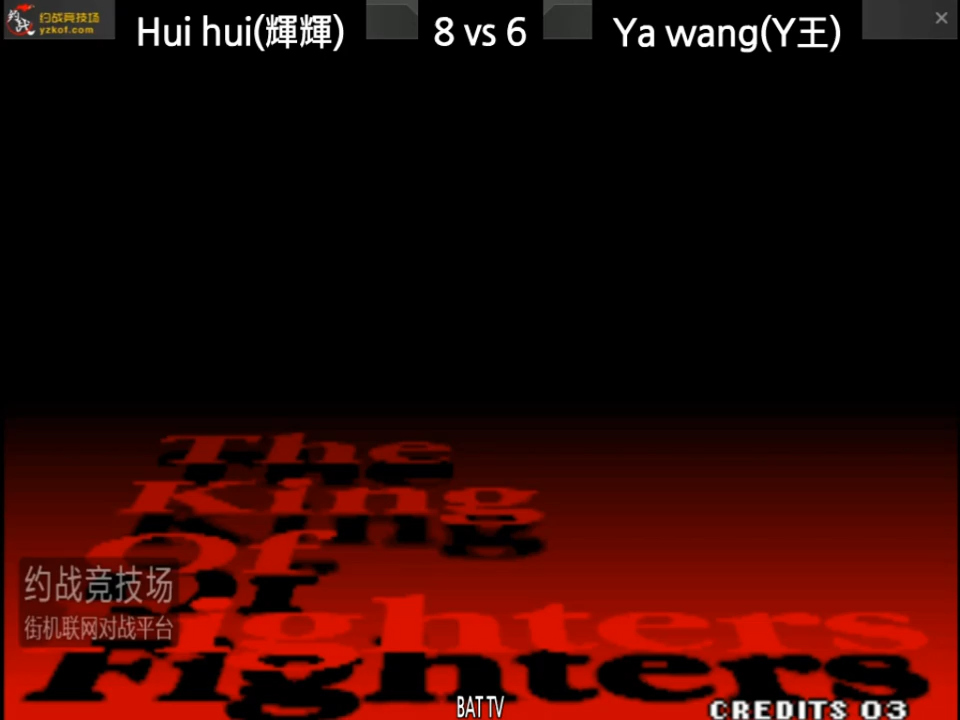 约战竞技场
yzkof.com
Hui hui(輝輝)
8 vs 6
Ya wang(Y王)
The
King
Of
Fighters
约战竞技场
街机联网对战平台
BAT TV
CREDITS 03